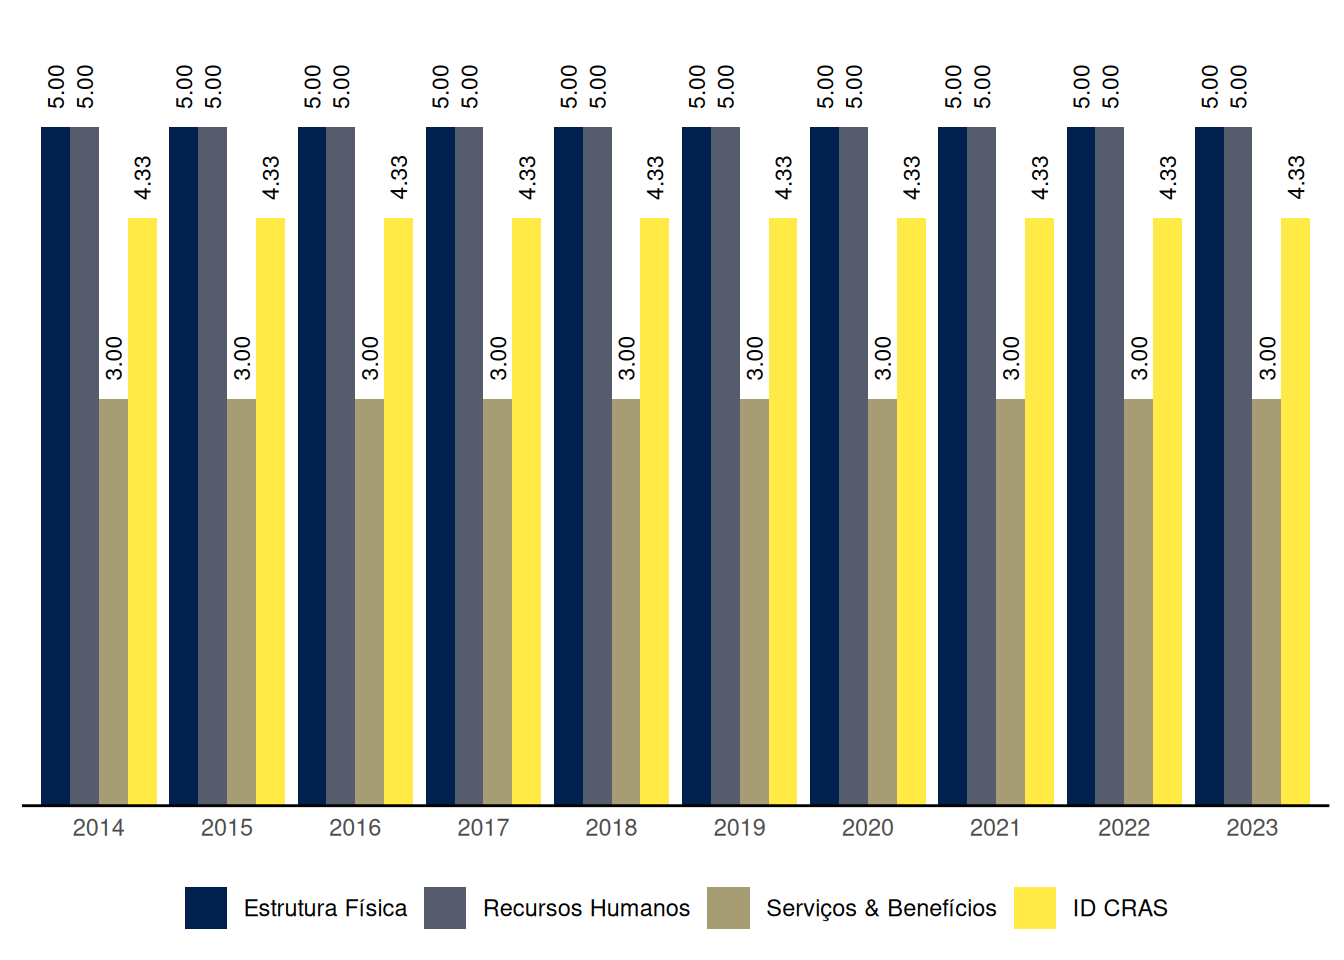 5.00 5.00 5.00 5.00 5.00 5.00 5.00 5.00 5.00 5.00 5.00 5.00 5.00 5.00 5.00 5.00 5.00 5.00 5.00 5.00
4.33 4.33 4.33 4.33 4.33 4.33 4.33 4.33 4.33 4.33
3.00 3.00 3.00 3.00 3.00 3.00 3.00 3.00 3.00 3.00
2014 2015 2016 2017 2018 2019 2020 2021 2022 2023
Estrutura Física Recursos Humanos Serviços & Benefícios ID CRAS